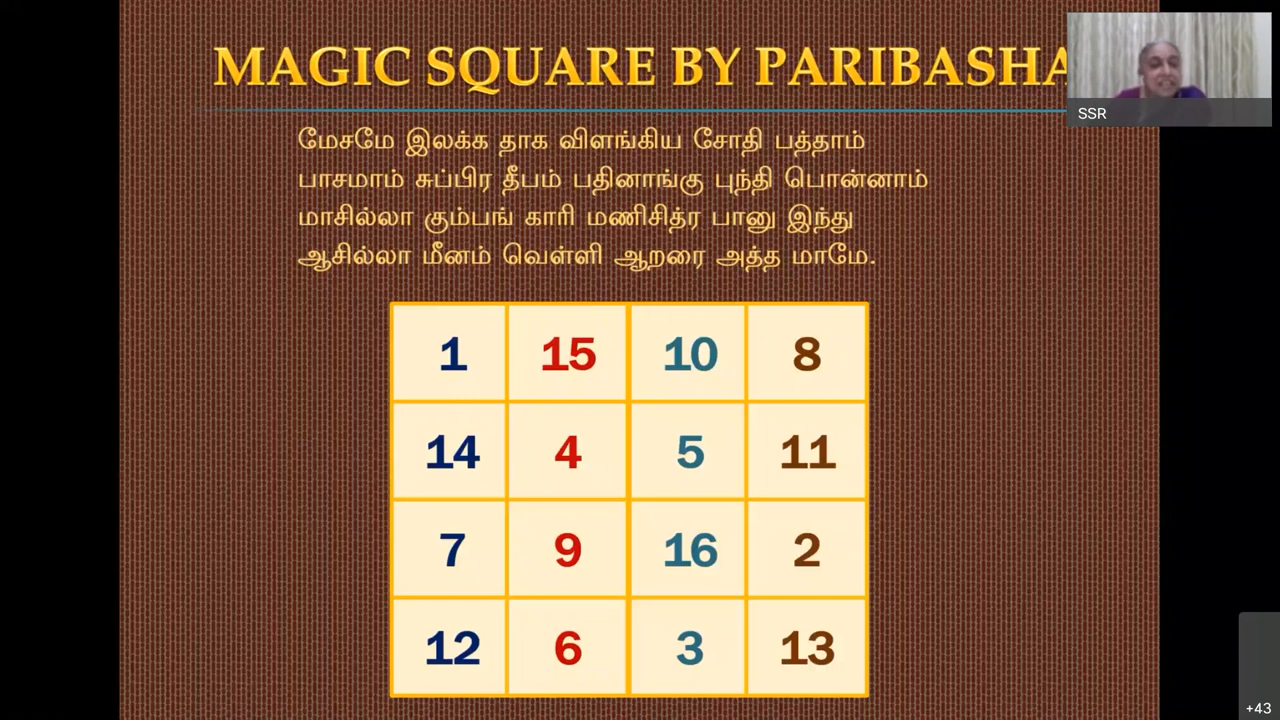 MAGIC SQUARE BY PARIBASHA
SSR
மேசமே இலக்க தாக விளங்கிய சோதி பத்தாம்
பாசமாம் சுப்பிர தீபம் பதினாங்கு புந்தி பொன்னாம்
மாசில்லா கும்பங் காரி மணிசித்ர பானு இந்து
ஆசில்லா மீனம் வெள்ளி ஆறரை அத்த மாமே.
1 15 10 8
14 4 5 11
7 9 16 2
12 6 3 13
+43